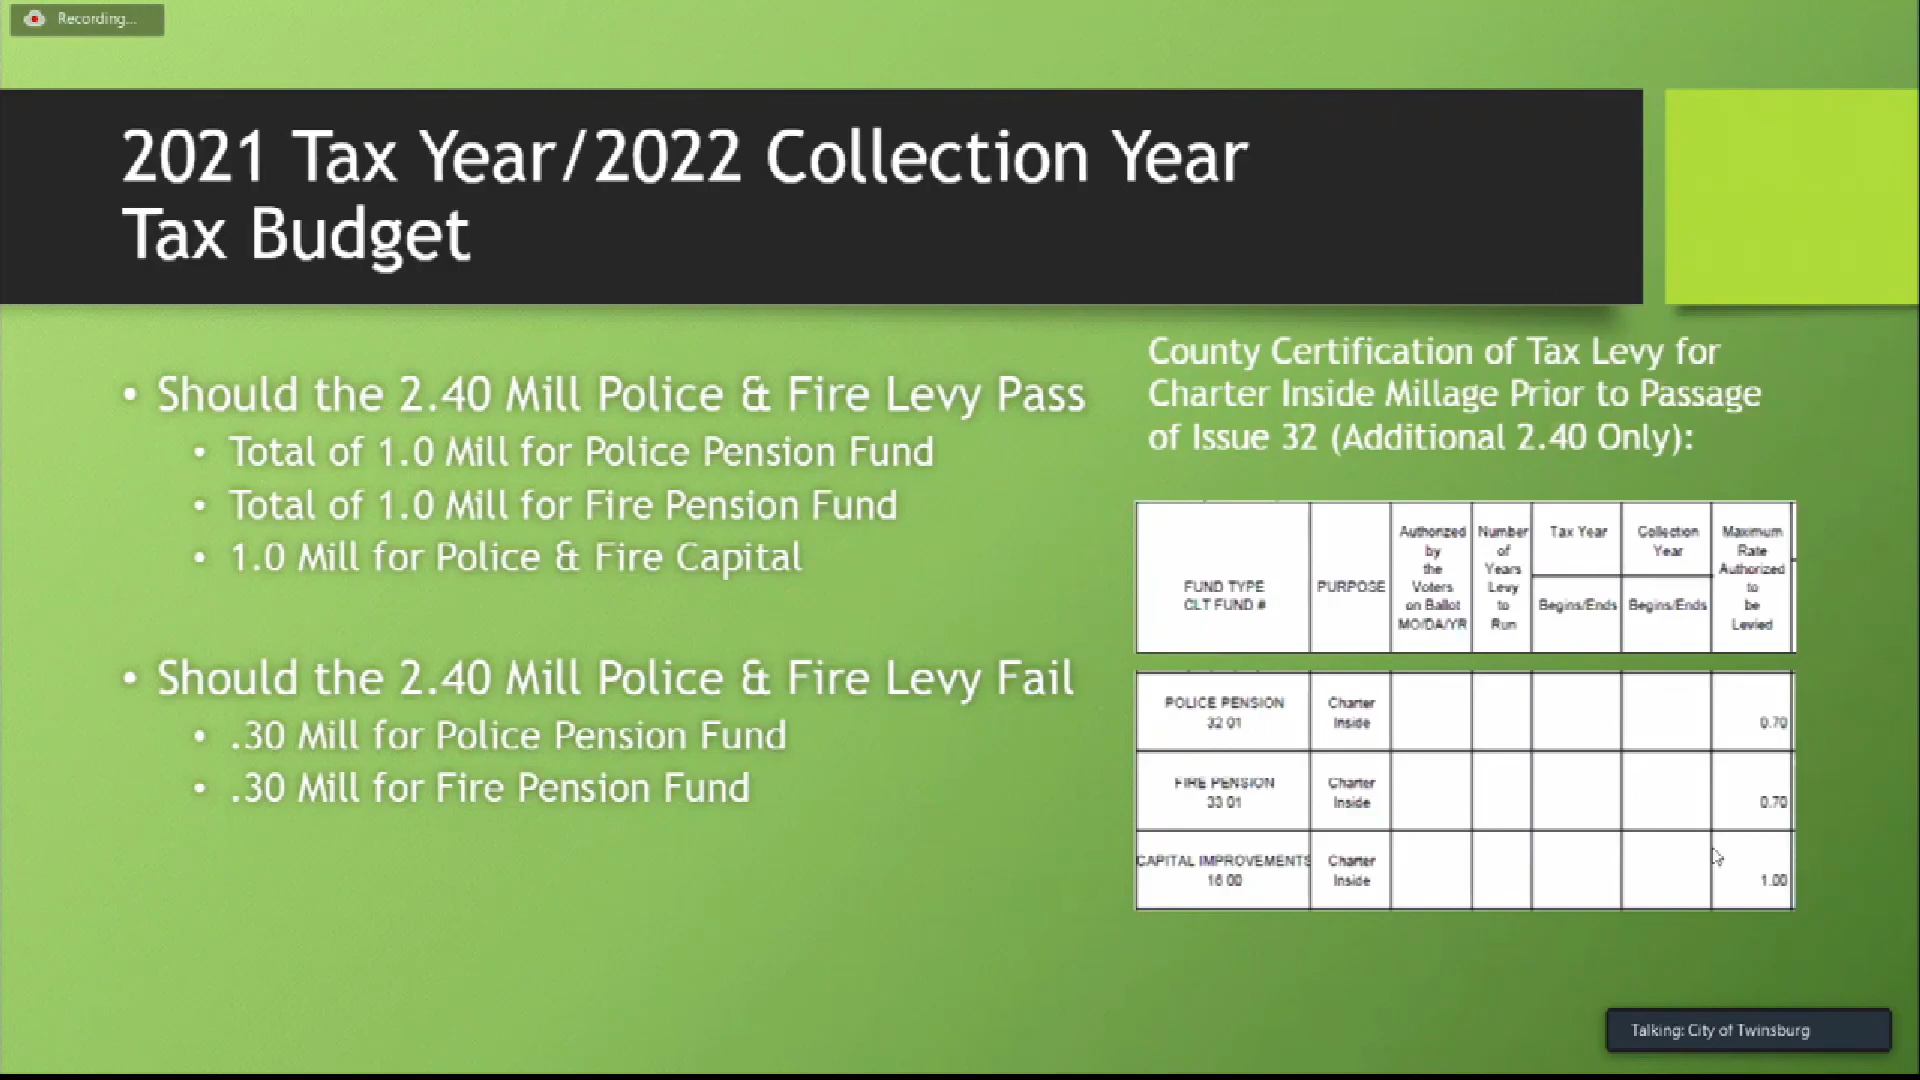 Recording...
2021 Tax Year/2022 Collection Year
Tax Budget
• Should the 2.40 Mill Police & Fire Levy Pass
• Total of 1.0 Mill for Police Pension Fund
• Total of 1.0 Mill for Fire Pension Fund
• 1.0 Mill for Police & Fire Capital
• Should the 2.40 Mill Police & Fire Levy Fail
• .30 Mill for Police Pension Fund
• .30 Mill for Fire Pension Fund
County Certification of Tax Levy for
Charter Inside Millage Prior to Passage
of Issue 32 (Additional 2.40 Only):
FUND TYPE
CLT FUND #
PURPOSE
Authorized
by
the
Voters
on Ballot
MO/DA/YR
Number
of
Years
Levy
to
Run
Tax Year
Begins/Ends
Collection
Year
Begins/Ends
Maximum
Rate
Authorized
to
be
Levied
POLICE PENSION
32 01
Charter
Inside
0.70
FIRE PENSION
33 01
Charter
Inside
0.70
CAPITAL IMPROVEMENTS
16 00
Charter
Inside
1.00
Talking: City of Twinsburg